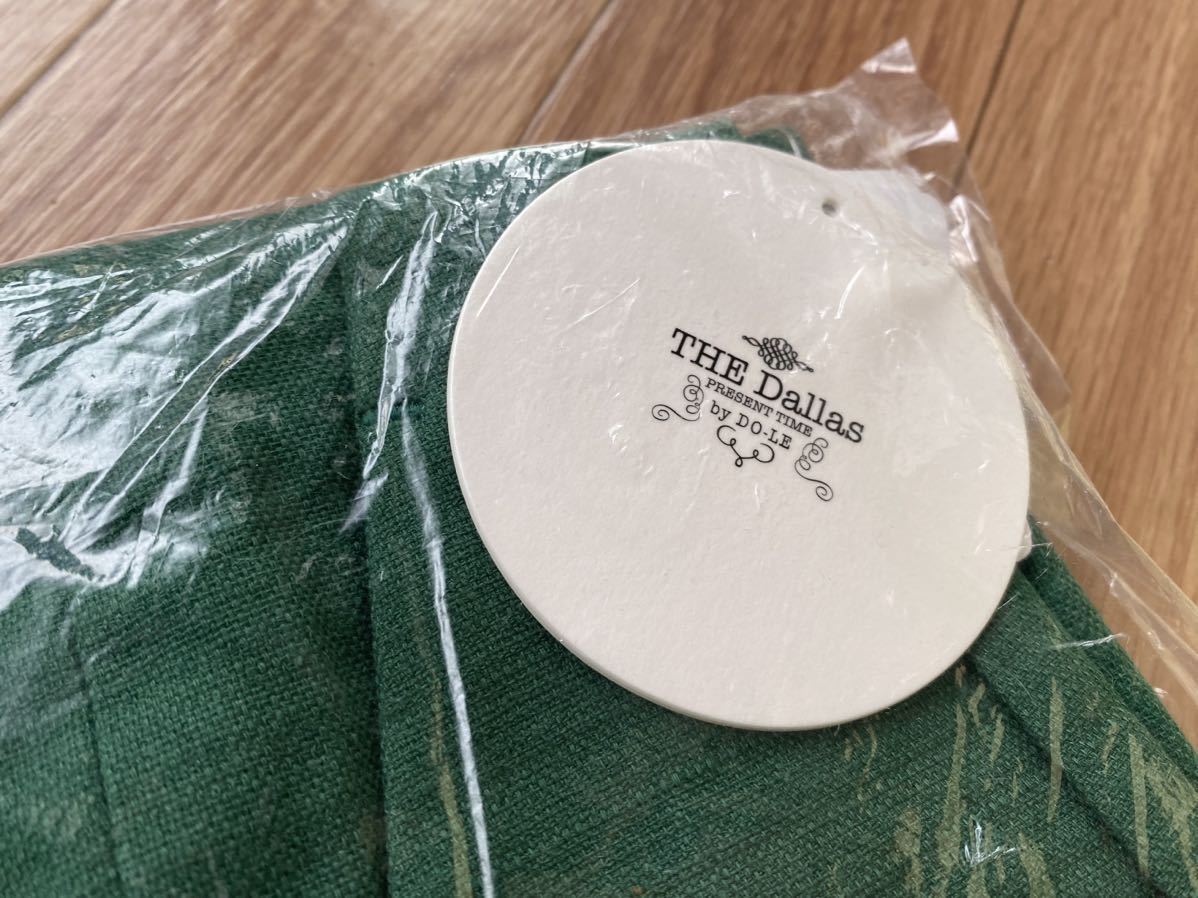 THE Dallas
PRESENT TIME
by DO-LE